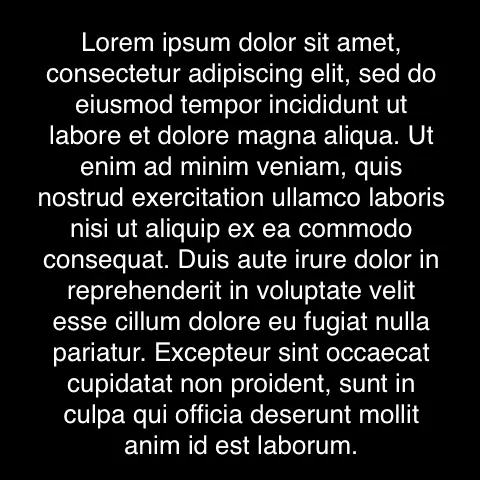 Lorem ipsum dolor sit amet,
consectetur adipiscing elit, sed do
eiusmod tempor incididunt ut
labore et dolore magna aliqua. Ut
enim ad minim veniam, quis
nostrud exercitation ullamco laboris
nisi ut aliquip ex ea commodo
consequat. Duis aute irure dolor in
reprehenderit in voluptate velit
esse cillum dolore eu fugiat nulla
pariatur. Excepteur sint occaecat
cupidatat non proident, sunt in
culpa qui officia deserunt mollit
anim id est laborum.